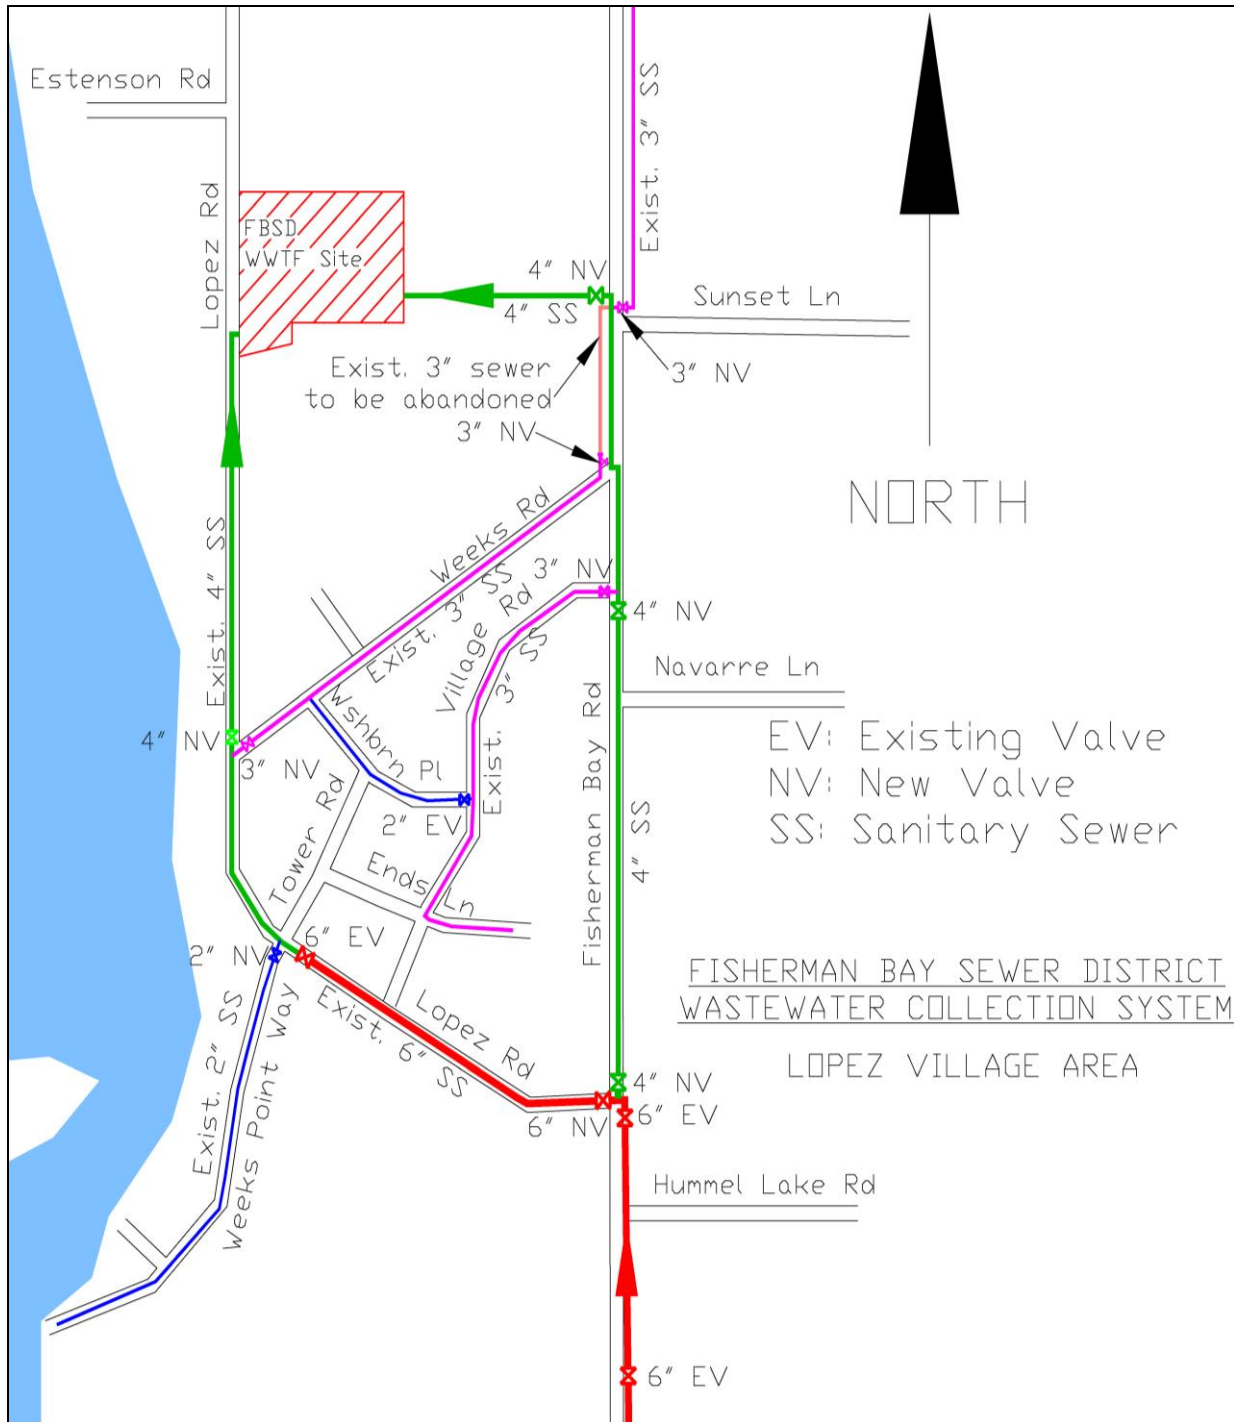 Estenson Rd
Exist. 3" SS
Lopez Rd
FBSD
WWTF Site
4" NV
4" SS
Sunset Ln
Exist. 3" sewer
to be abandoned
3" NV
3" NV
NORTH
Weeks Rd
Exist. 3" SS
3" NV
Village Rd
Exist. 3" SS
4" NV
Exist. 4" SS
Navarre Ln
Wshbrn Pl
4" NV
3" NV
EV: Existing Valve
NV: New Valve
SS: Sanitary Sewer
Fisherman Bay Rd
4" SS
2" EV
Tower Rd
Ends Ln
6" EV
2" NV
FISHERMAN BAY SEWER DISTRICT
WASTEWATER COLLECTION SYSTEM
LOPEZ VILLAGE AREA
Lopez Rd
Exist. 6" SS
Exist. 2" SS
Weeks Point Way
4" NV
6" NV
6" EV
Hummel Lake Rd
6" EV